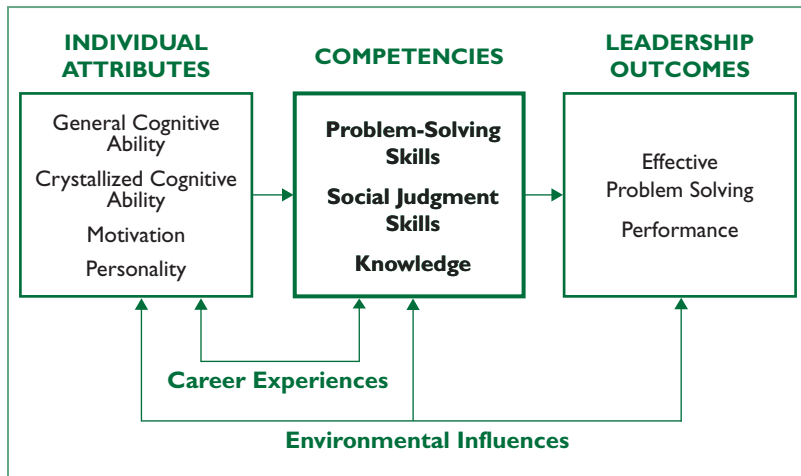 INDIVIDUAL
ATTRIBUTES
General Cognitive
Ability
Crystallized Cognitive
Ability
Motivation
Personality
COMPETENCIES
Problem-Solving
Skills
Social Judgment
Skills
Knowledge
LEADERSHIP
OUTCOMES
Effective
Problem Solving
Performance
Career Experiences
Environmental Influences